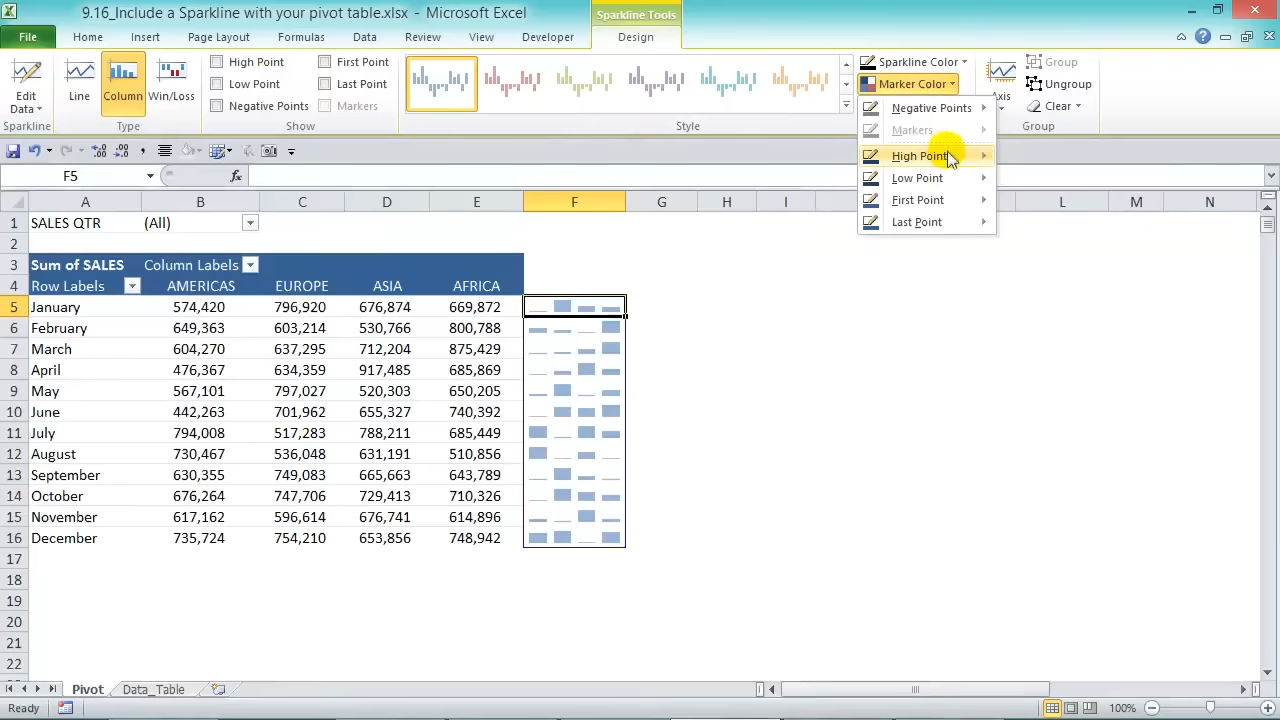 9.16_Include a Sparkline with your pivot table.xlsx - Microsoft Excel
Sparkline Tools
File Home Insert Page Layout Formulas Data Review View Developer Design
Edit Data
Line
Column
Win/Loss
High Point
First Point
Low Point
Last Point
Negative Points
Markers
Sparkline Color
Marker Color
Axis
Group
Ungroup
Clear
Sparkline Type Show Style Group
Negative Points
Markers
High Point
Low Point
First Point
Last Point
F5 fx
A B C D E F G H I L M N
1 SALES QTR (All)
2
3 Sum of SALES Column Labels
4 Row Labels AMERICAS EUROPE ASIA AFRICA
5 January 574,420 796,920 676,874 669,872
6 February 649,363 603,214 530,766 800,788
7 March 604,270 637,295 712,204 875,429
8 April 476,367 634,359 917,485 685,869
9 May 567,101 797,027 520,303 650,205
10 June 442,263 701,962 655,327 740,392
11 July 794,008 517,283 788,211 685,449
12 August 730,467 536,048 631,191 510,856
13 September 630,355 749,083 665,663 643,789
14 October 676,264 747,706 729,413 710,326
15 November 617,162 596,614 676,741 614,896
16 December 735,724 754,210 653,856 748,942
17
18
19
20
21
22
Pivot Data_Table
Ready 100%